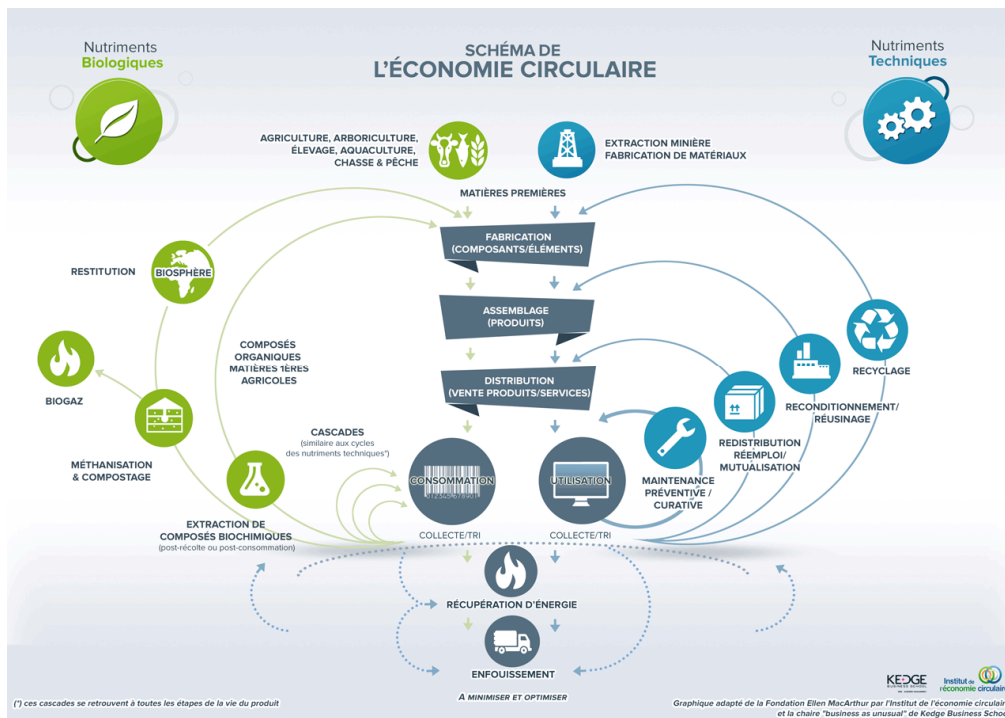 Nutriments
Biologiques
SCHÉMA DE
L'ÉCONOMIE CIRCULAIRE
Nutriments
Techniques
AGRICULTURE, ARBORICULTURE,
ÉLEVAGE, AQUACULTURE,
CHASSE & PÊCHE
EXTRACTION MINIÈRE
FABRICATION DE MATÉRIAUX
MATIÈRES PREMIÈRES
FABRICATION
(COMPOSANTS/ÉLÉMENTS)
RESTITUTION
BIOSPHÈRE
ASSEMBLAGE
(PRODUITS)
COMPOSÉS
ORGANIQUES
MATIÈRES 1ÈRES
AGRICOLES
RECYCLAGE
BIOGAZ
DISTRIBUTION
(VENTE PRODUITS/SERVICES)
RECONDITIONNEMENT/
RÉUSINAGE
CASCADES
(similaire aux cycles
des nutriments techniques*)
REDISTRIBUTION
RÉEMPLOI/
MUTUALISATION
MÉTHANISATION
& COMPOSTAGE
CONSOMMATION
012345678901
UTILISATION
MAINTENANCE
PRÉVENTIVE /
CURATIVE
EXTRACTION DE
COMPOSÉS BIOCHIMIQUES
(post-récolte ou post-consommation)
COLLECTE/TRI
COLLECTE/TRI
RÉCUPÉRATION D'ÉNERGIE
ENFOUISSEMENT
A MINIMISER ET OPTIMISER
KEDGE
BUSINESS SCHOOL
Institut de
l'économie circulaire
(*) ces cascades se retrouvent à toutes les étapes de la vie du produit
Graphique adapté de la Fondation Ellen MacArthur par l'Institut de l'économie circulaire
et la chaire "business as usual" de Kedge Business School